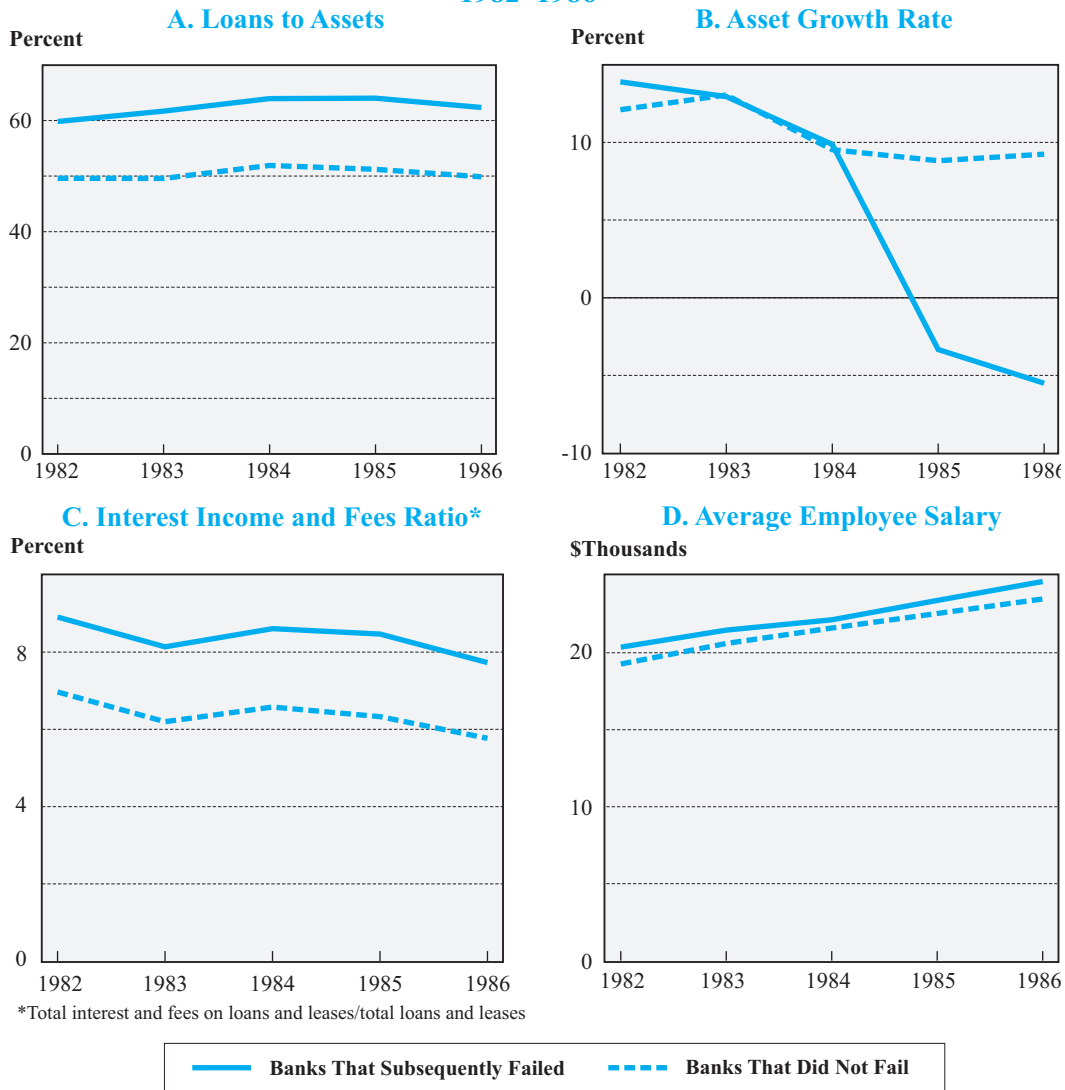 A. Loans to Assets
Percent
60
40
20
0
1982 1983 1984 1985 1986
B. Asset Growth Rate
Percent
10
0
-10
1982 1983 1984 1985 1986
C. Interest Income and Fees Ratio*
Percent
8
4
0
1982 1983 1984 1985 1986
*Total interest and fees on loans and leases/total loans and leases
D. Average Employee Salary
$Thousands
20
10
0
1982 1983 1984 1985 1986
Banks That Subsequently Failed Banks That Did Not Fail